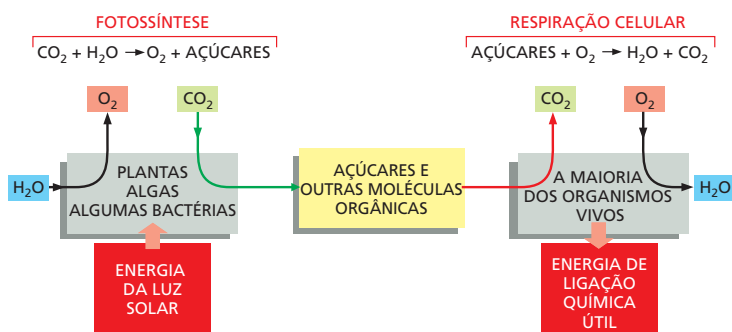 FOTOSSÍNTESE
CO₂ + H₂O → O₂ + AÇÚCARES
O₂
CO₂
H₂O
PLANTAS
ALGAS
ALGUMAS BACTÉRIAS
ENERGIA
DA LUZ
SOLAR
AÇÚCARES E
OUTRAS MOLÉCULAS
ORGÂNICAS
RESPIRAÇÃO CELULAR
AÇÚCARES + O₂ → H₂O + CO₂
CO₂
O₂
A MAIORIA
DOS ORGANISMOS
VIVOS
H₂O
ENERGIA DE
LIGAÇÃO
QUÍMICA
ÚTIL